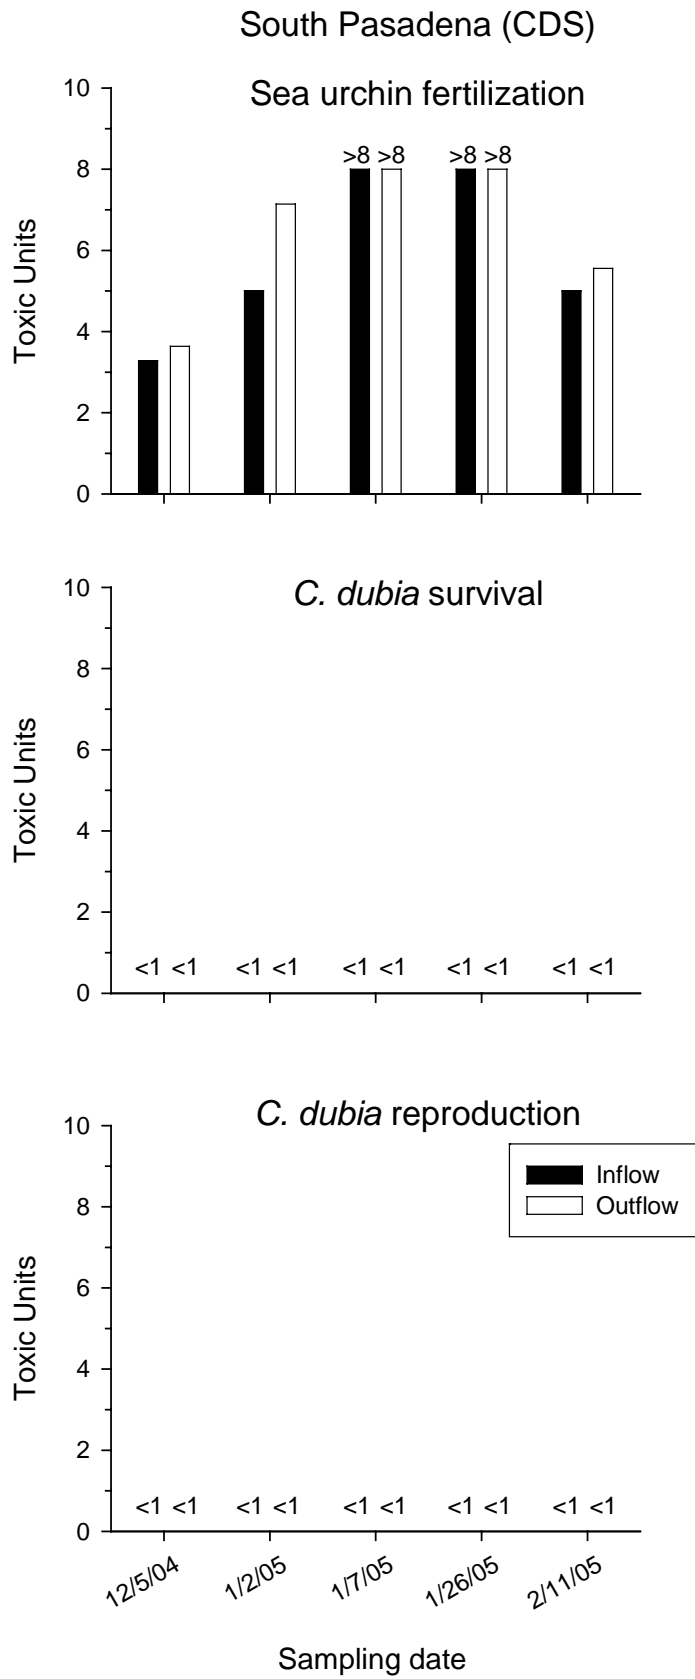 South Pasadena (CDS)
Sea urchin fertilization
10
8
6
4
2
0
Toxic Units
>8 >8 >8 >8
C. dubia survival
10
8
6
4
2
0
Toxic Units
<1 <1 <1 <1 <1 <1 <1 <1 <1 <1
C. dubia reproduction
10
8
6
4
2
0
Toxic Units
Inflow
Outflow
<1 <1 <1 <1 <1 <1 <1 <1 <1 <1
12/5/04 1/2/05 1/7/05 1/26/05 2/11/05
Sampling date